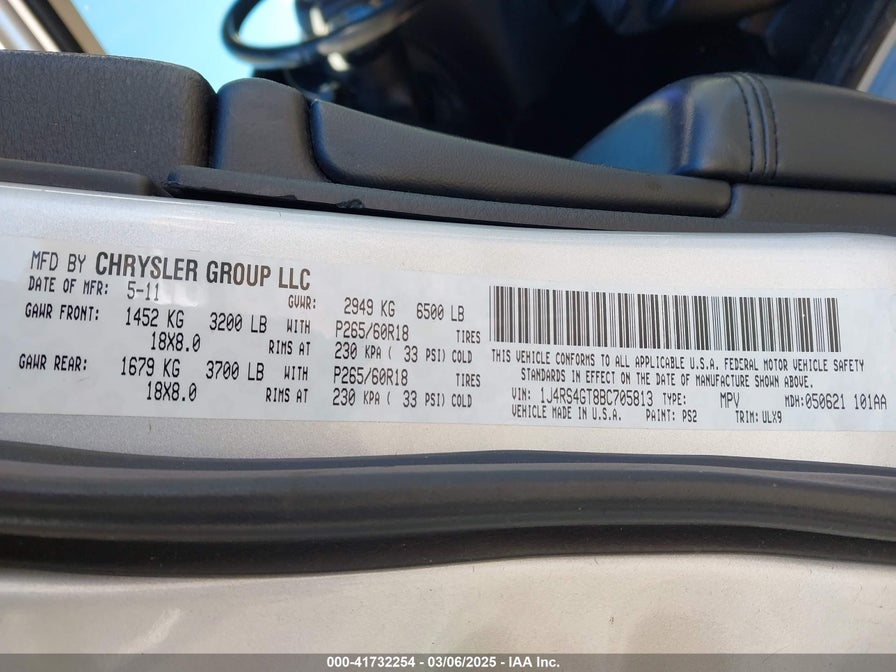 MFD BY CHRYSLER GROUP LLC
DATE OF MFR: 5-11 GVWR: 2949 KG 6500 LB
GAWR FRONT: 1452 KG 3200 LB WITH P265/60R18 TIRES
18X8.0 RIMS AT 230 KPA ( 33 PSI) COLD
GAWR REAR: 1679 KG 3700 LB WITH P265/60R18 TIRES
18X8.0 RIMS AT 230 KPA ( 33 PSI) COLD
THIS VEHICLE CONFORMS TO ALL APPLICABLE U.S.A. FEDERAL MOTOR VEHICLE SAFETY
STANDARDS IN EFFECT ON THE DATE OF MANUFACTURE SHOWN ABOVE.
VIN: 1J4RS4GT8BC705813 TYPE: MPV MDH:050621 101AA
VEHICLE MADE IN U.S.A. PAINT: PS2 TRIM: ULX9
000-41732254 - 03/06/2025 - IAA Inc.